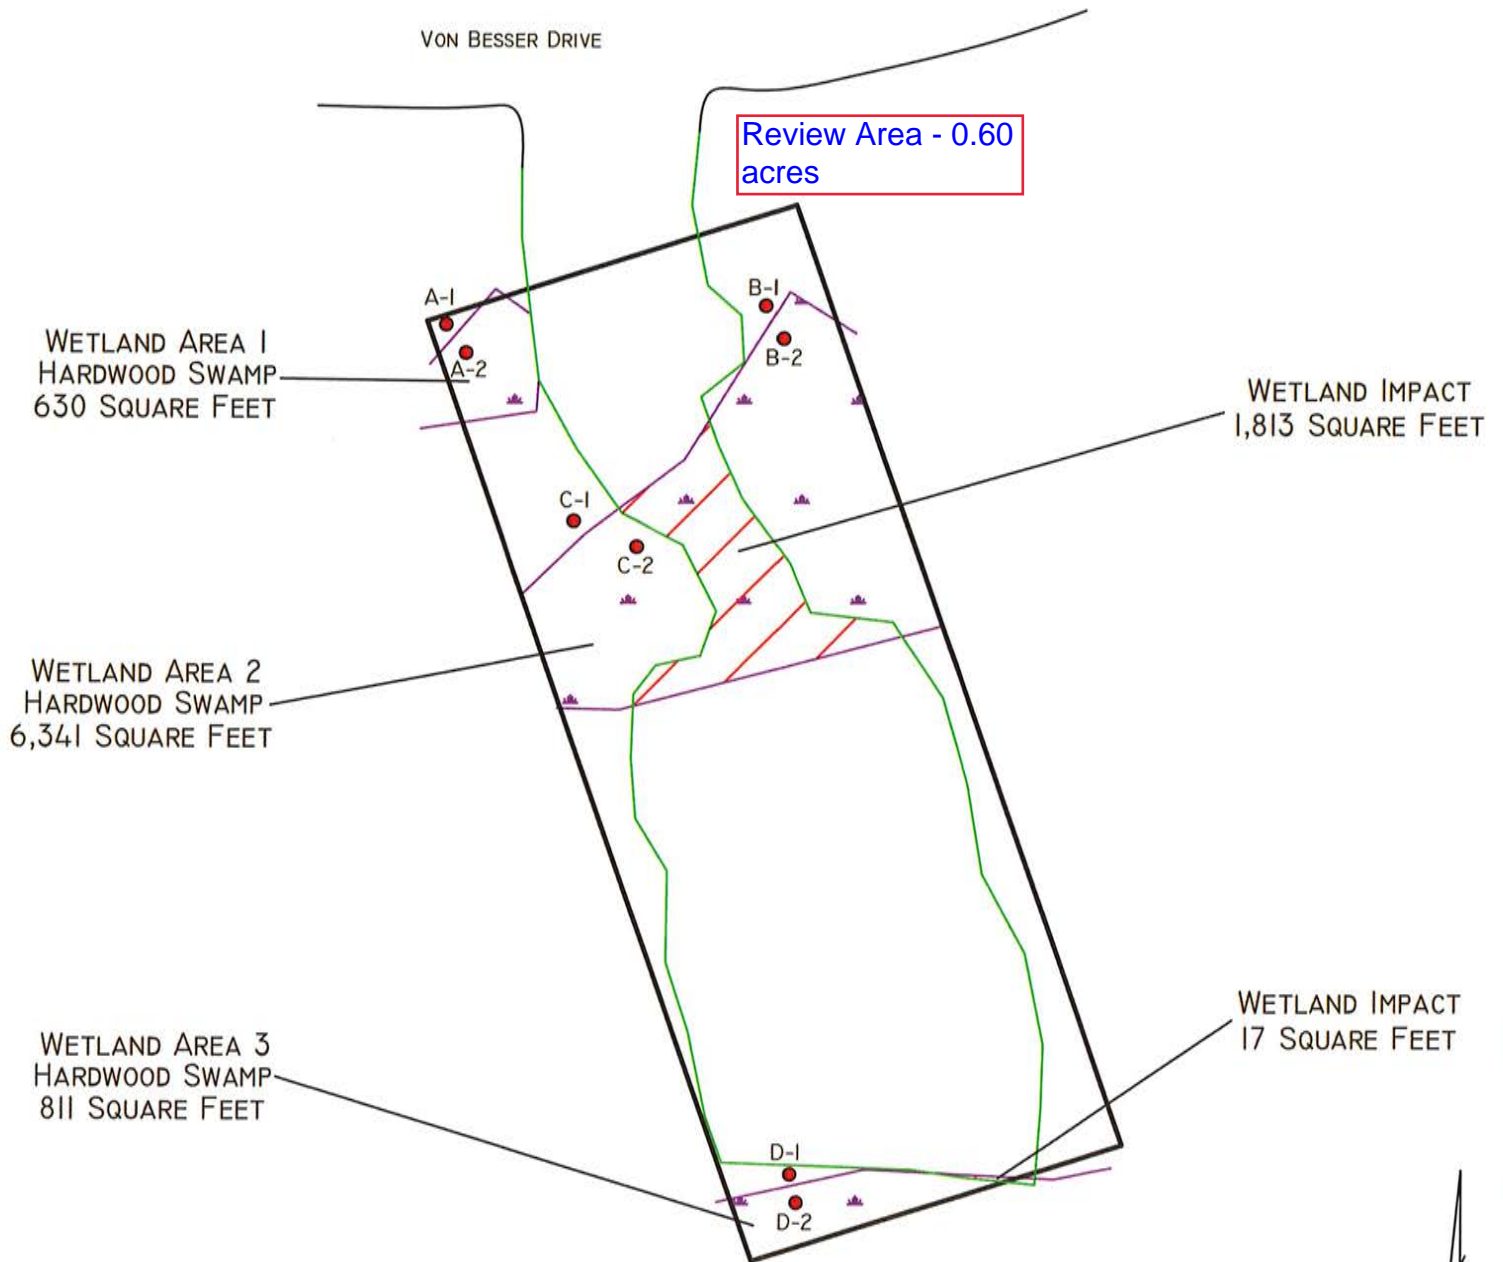 VON BESSER DRIVE
Review Area - 0.60
acres
A-1
B-1
WETLAND AREA 1
HARDWOOD SWAMP
630 SQUARE FEET
A-2
B-2
WETLAND IMPACT
1,813 SQUARE FEET
C-1
C-2
WETLAND AREA 2
HARDWOOD SWAMP
6,341 SQUARE FEET
WETLAND IMPACT
17 SQUARE FEET
WETLAND AREA 3
HARDWOOD SWAMP
811 SQUARE FEET
D-1
D-2